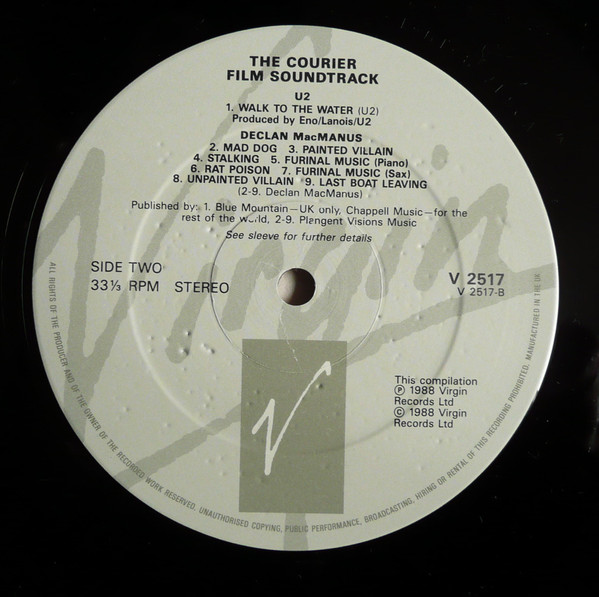 THE COURIER
FILM SOUNDTRACK
U2
1. WALK TO THE WATER (U2)
Produced by Eno/Lanois/U2
DECLAN MacMANUS
2. MAD DOG 3. PAINTED VILLAIN
4. STALKING 5. FURINAL MUSIC (Piano)
6. RAT POISON 7. FURINAL MUSIC (Sax)
8. UNPAINTED VILLAIN 9. LAST BOAT LEAVING
(2-9. Declan MacManus)
Published by: 1. Blue Mountain—UK only, Chappell Music—for the
rest of the world, 2-9. Plangent Visions Music
See sleeve for further details
Virgin
SIDE TWO
33⅓ RPM STEREO
V 2517
V 2517-B
V
This compilation
Ⓟ 1988 Virgin
Records Ltd
© 1988 Virgin
Records Ltd
ALL RIGHTS OF THE PRODUCER AND OF THE OWNER OF THE RECORDED WORK RESERVED. UNAUTHORISED COPYING, PUBLIC PERFORMANCE, BROADCASTING, HIRING OR RENTAL OF THIS RECORDING PROHIBITED. MANUFACTURED IN THE UK